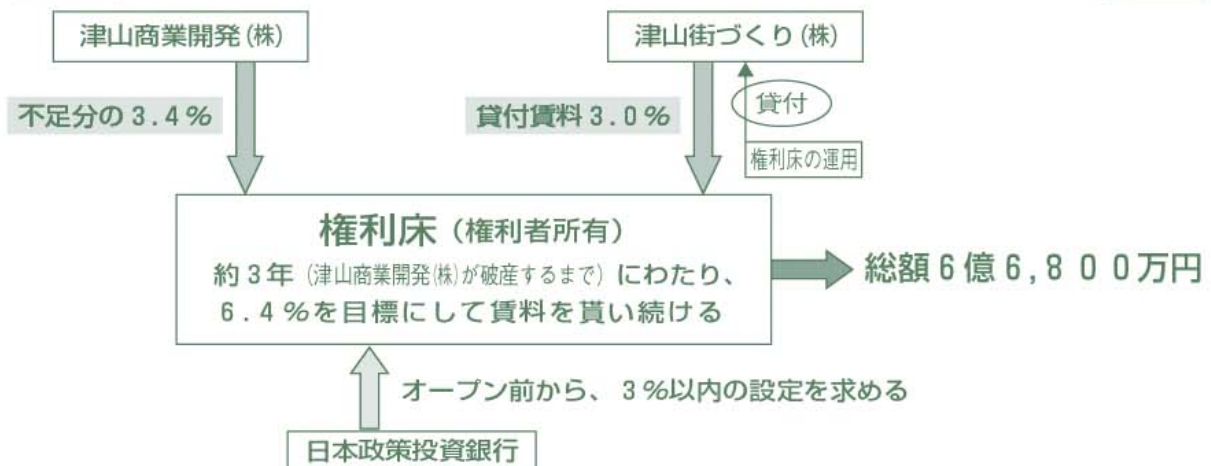 津山商業開発(株)
津山街づくり(株)
不足分の3.4%
貸付賃料3.0%
貸付
権利床の運用
権利床(権利者所有)
約3年(津山商業開発(株)が破産するまで)にわたり、
6.4%を目標にして賃料を貰い続ける
総額6億6,800万円
オープン前から、3%以内の設定を求める
日本政策投資銀行